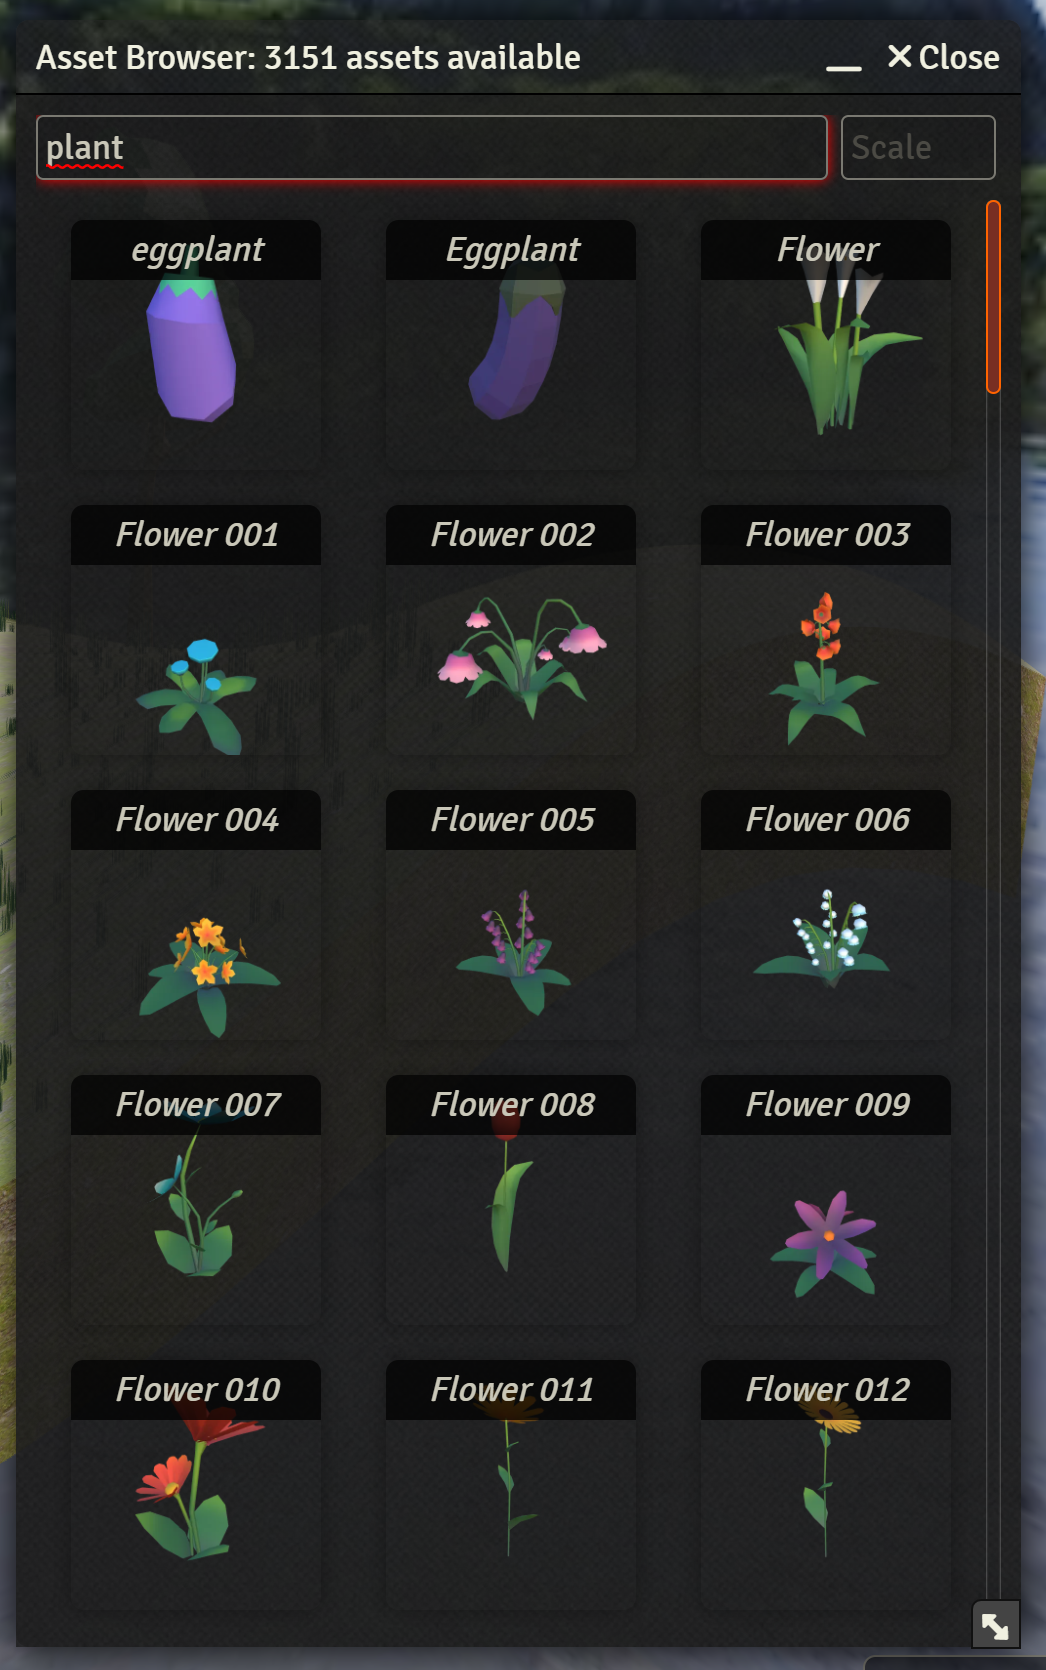 Asset Browser: 3151 assets available
Close
plant
Scale
eggplant
Eggplant
Flower
Flower 001
Flower 002
Flower 003
Flower 004
Flower 005
Flower 006
Flower 007
Flower 008
Flower 009
Flower 010
Flower 011
Flower 012